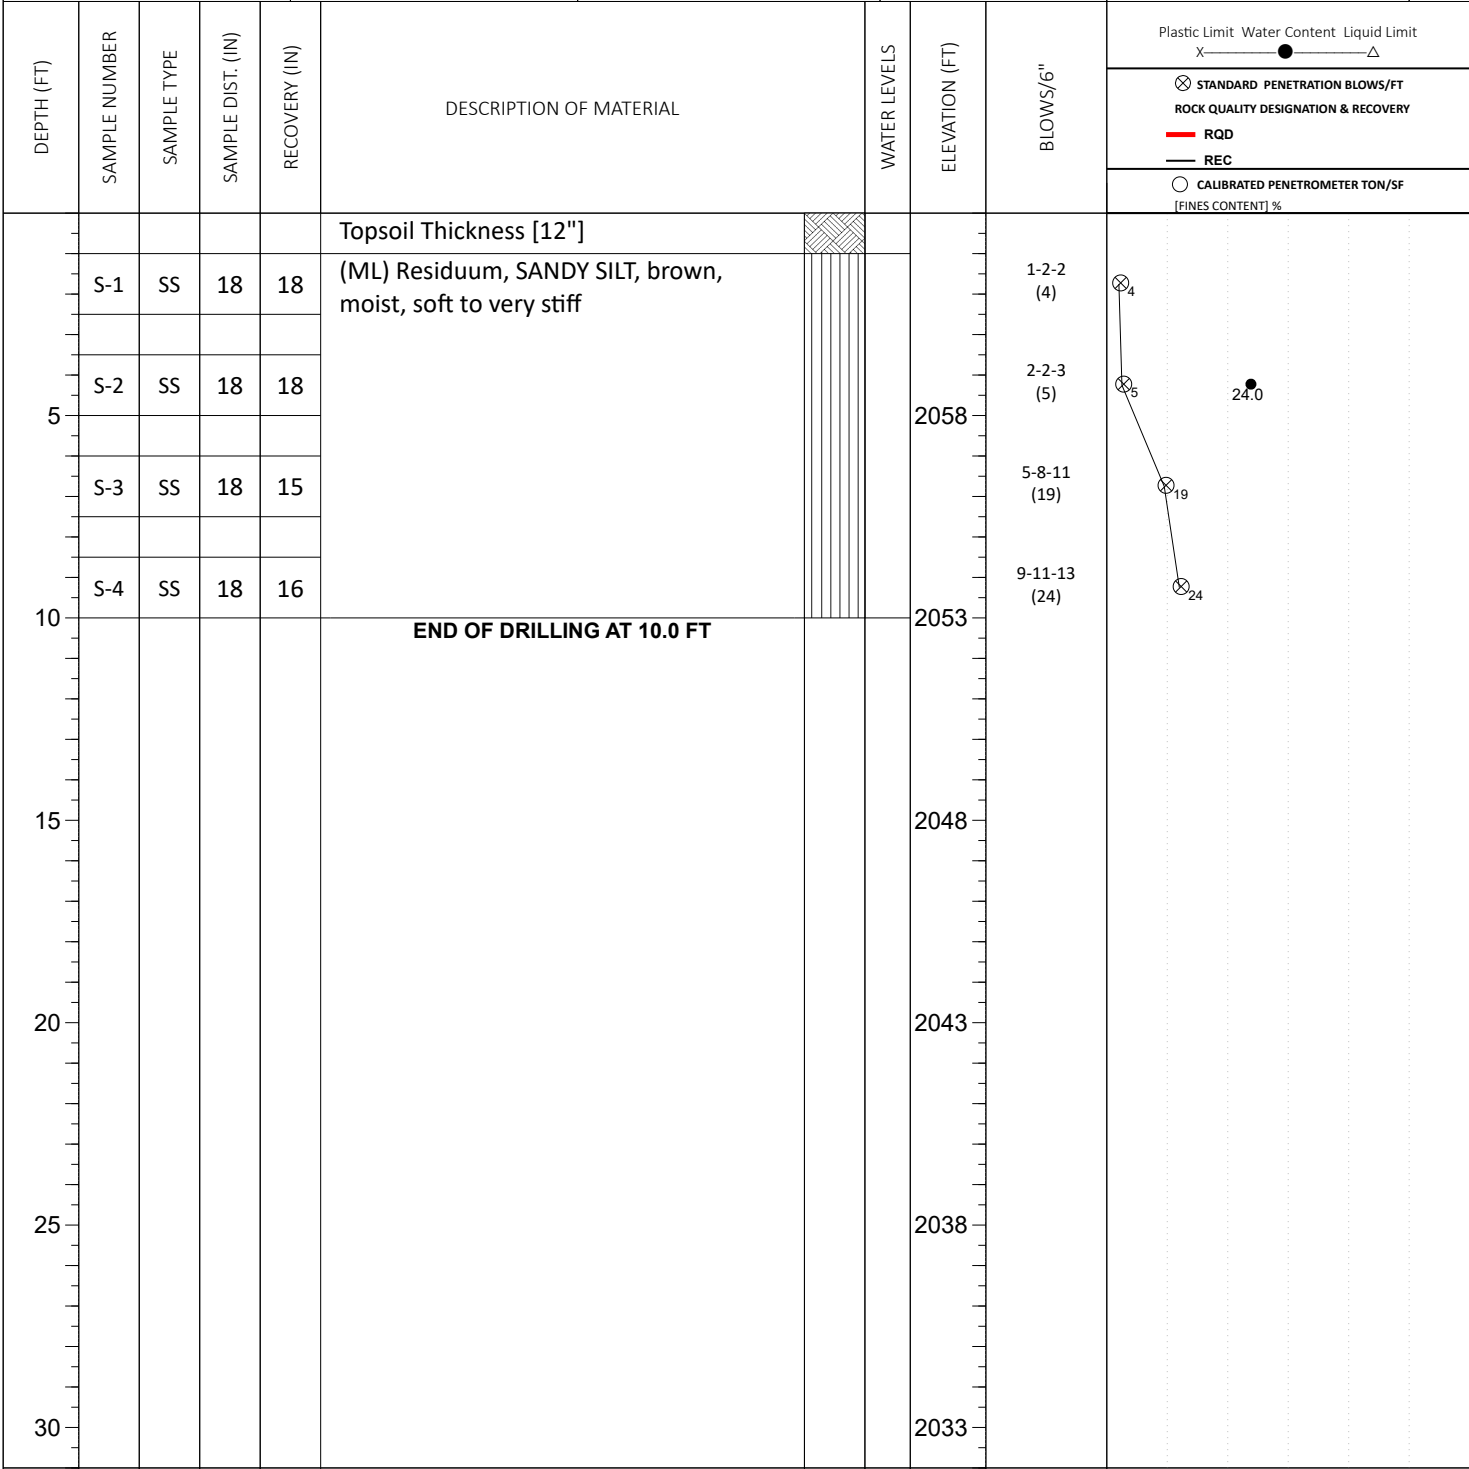 DEPTH (FT)
SAMPLE NUMBER
SAMPLE TYPE
SAMPLE DIST. (IN)
RECOVERY (IN)
DESCRIPTION OF MATERIAL
WATER LEVELS
ELEVATION (FT)
BLOWS/6"
Plastic Limit Water Content Liquid Limit
X
STANDARD PENETRATION BLOWS/FT
ROCK QUALITY DESIGNATION & RECOVERY
RQD
REC
CALIBRATED PENETROMETER TON/SF
[FINES CONTENT] %
Topsoil Thickness [12"]
(ML) Residuum, SANDY SILT, brown,
moist, soft to very stiff
S-1 SS 18 18
1-2-2
(4)
4
S-2 SS 18 18
2-2-3
(5)
5
24.0
5
2058
S-3 SS 18 15
5-8-11
(19)
19
S-4 SS 18 16
9-11-13
(24)
24
10
2053
END OF DRILLING AT 10.0 FT
15
2048
20
2043
25
2038
30
2033